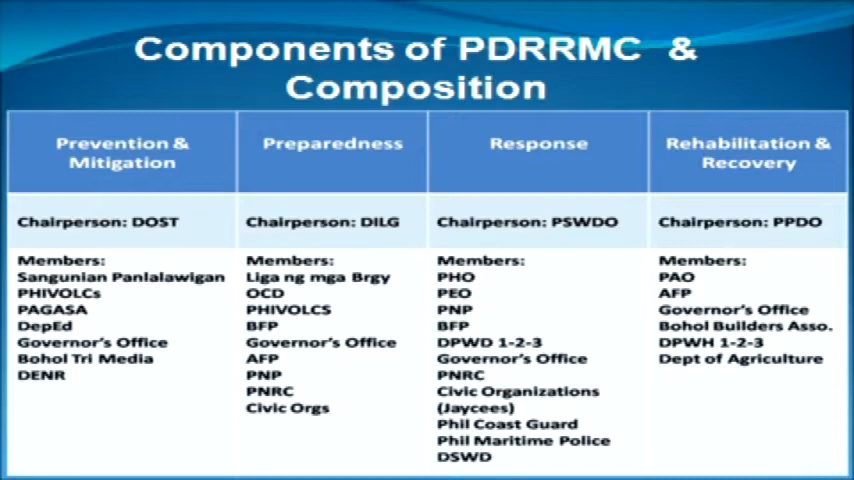 Components of PDRRMC &
Composition
Prevention &
Mitigation
Preparedness
Response
Rehabilitation &
Recovery
Chairperson: DOST
Chairperson: DILG
Chairperson: PSWDO
Chairperson: PPDO
Members:
Sangunian Panlalawigan
PHIVOLCs
PAGASA
DepEd
Governor's Office
Bohol Tri Media
DENR
Members:
Liga ng mga Brgy
OCD
PHIVOLCS
BFP
Governor's Office
AFP
PNP
PNRC
Civic Orgs
Members:
PHO
PEO
PNP
BFP
DPWD 1-2-3
Governor's Office
PNRC
Civic Organizations
(Jaycees)
Phil Coast Guard
Phil Maritime Police
DSWD
Members:
PAO
AFP
Governor's Office
Bohol Builders Asso.
DPWH 1-2-3
Dept of Agriculture